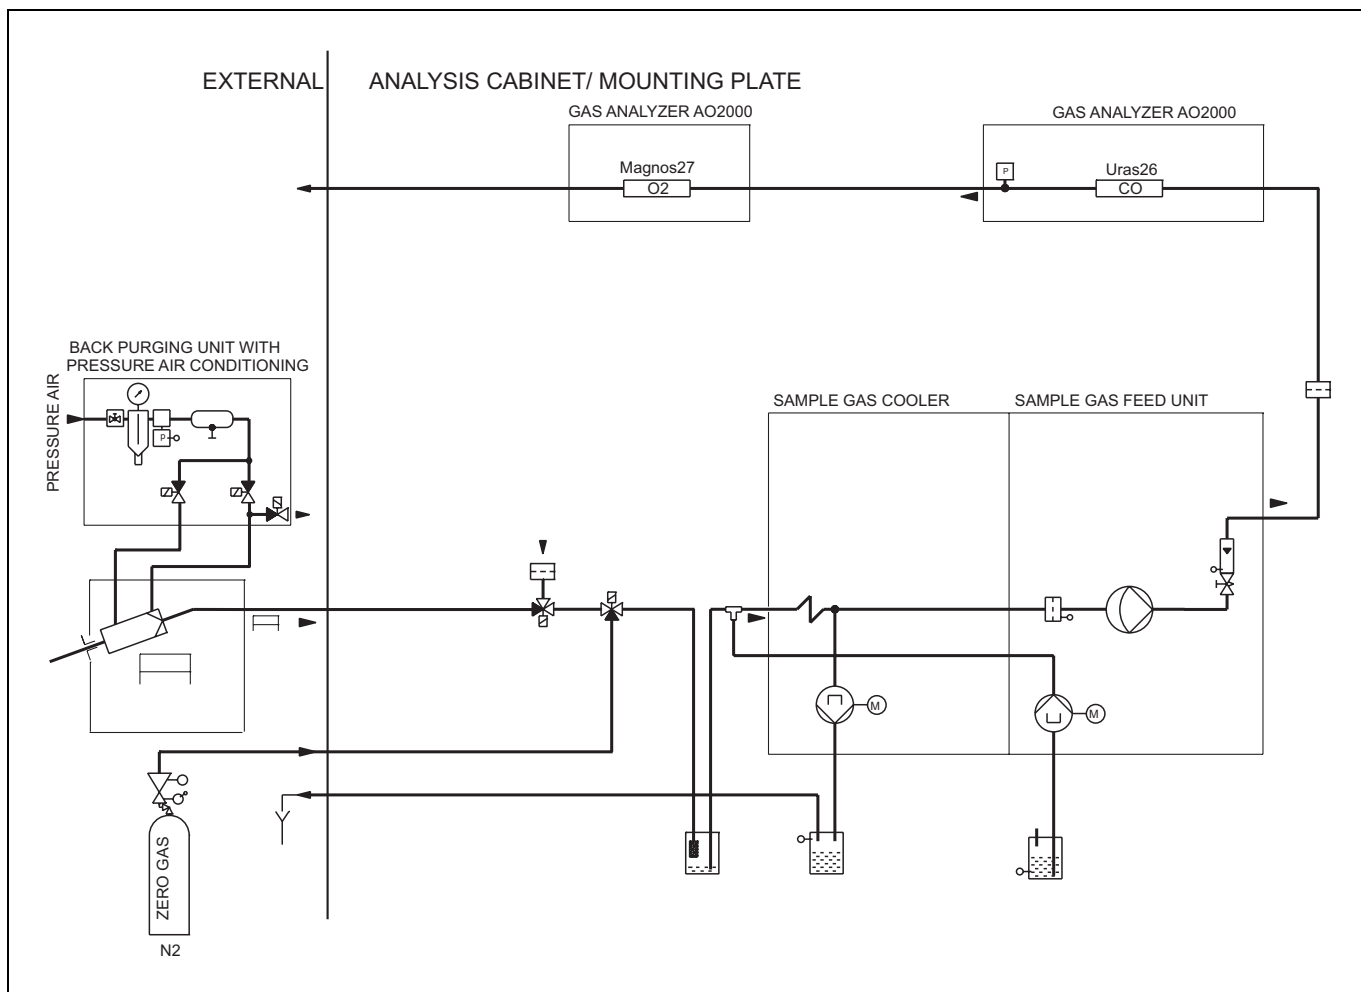 EXTERNAL
ANALYSIS CABINET/ MOUNTING PLATE
GAS ANALYZER AO2000
GAS ANALYZER AO2000
Magnos27
O2
P
Uras26
CO
BACK PURGING UNIT WITH
PRESSURE AIR CONDITIONING
PRESSURE AIR
P
SAMPLE GAS COOLER
SAMPLE GAS FEED UNIT
M
M
ZERO GAS
N2